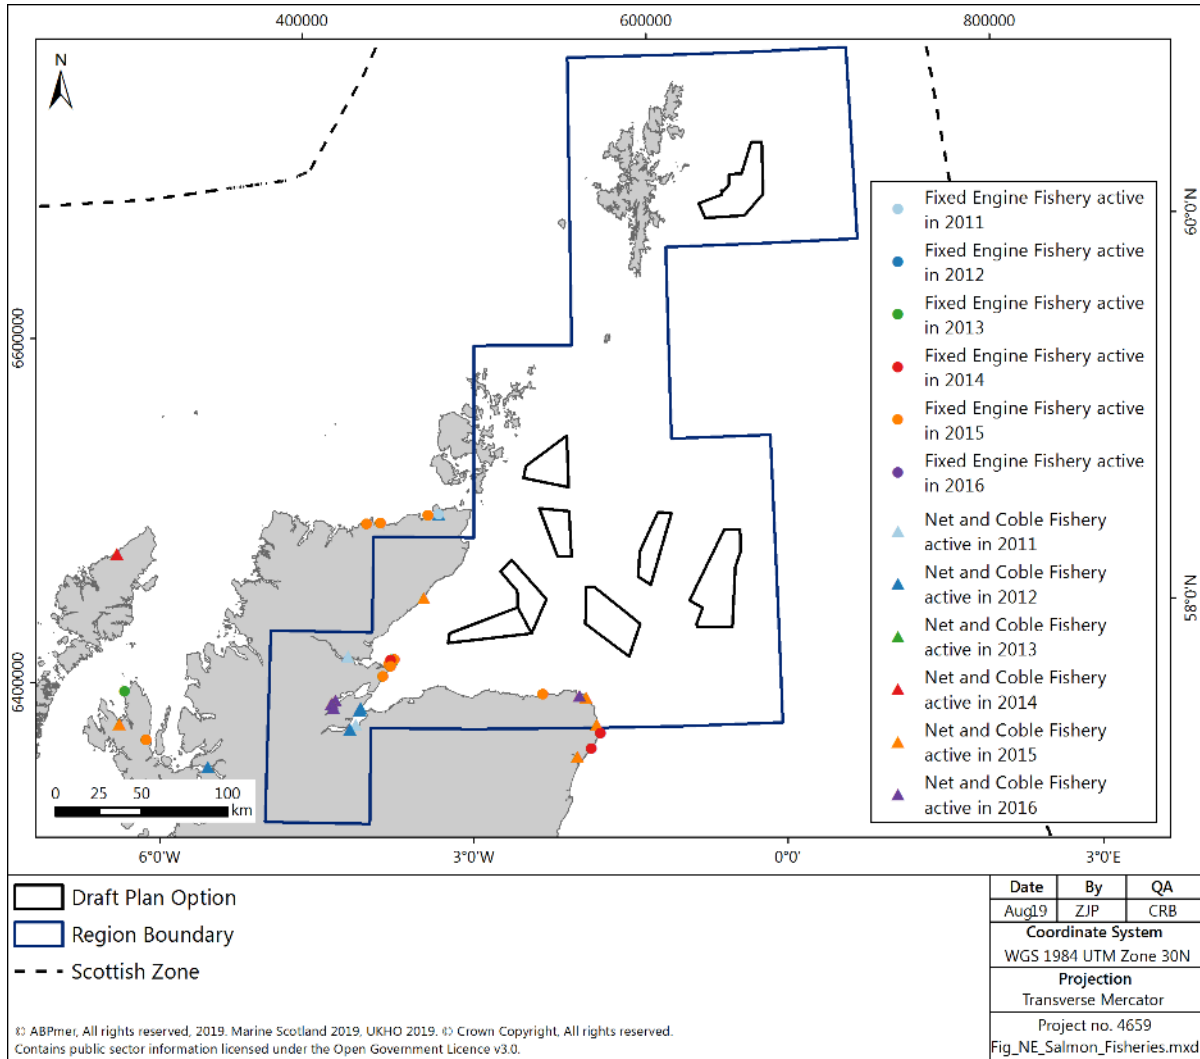 400000
600000
800000
N
6600000
6400000
60°0'N
58°0'N
Fixed Engine Fishery active
in 2011
Fixed Engine Fishery active
in 2012
Fixed Engine Fishery active
in 2013
Fixed Engine Fishery active
in 2014
Fixed Engine Fishery active
in 2015
Fixed Engine Fishery active
in 2016
Net and Coble Fishery
active in 2011
Net and Coble Fishery
active in 2012
Net and Coble Fishery
active in 2013
Net and Coble Fishery
active in 2014
Net and Coble Fishery
active in 2015
Net and Coble Fishery
active in 2016
0 25 50 100
km
6°0'W
3°0'W
0°0'
3°0'E
Draft Plan Option
Region Boundary
Scottish Zone
© ABPmer, All rights reserved, 2019. Marine Scotland 2019, UKHO 2019. © Crown Copyright, All rights reserved.
Contains public sector information licensed under the Open Government Licence v3.0.
Date By QA
Aug19 ZJP CRB
Coordinate System
WGS 1984 UTM Zone 30N
Projection
Transverse Mercator
Project no. 4659
Fig_NE_Salmon_Fisheries.mxd